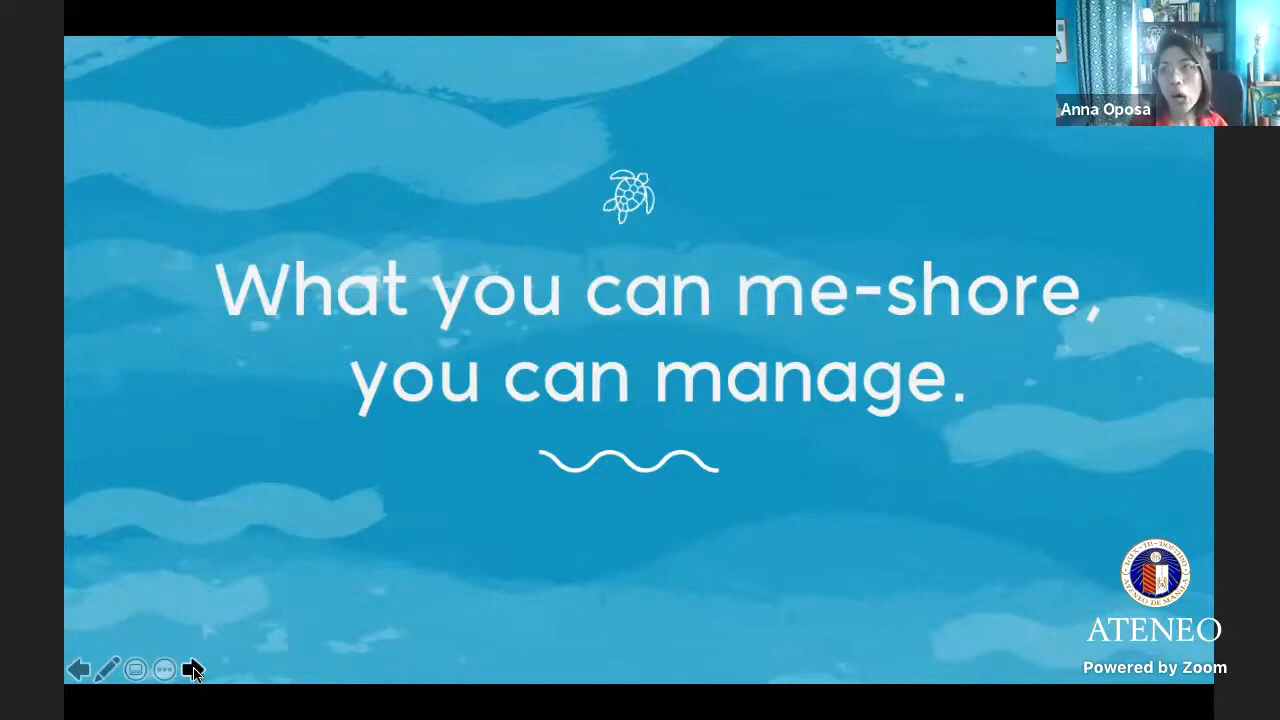 Anna Oposa
What you can me-shore,
you can manage.
ATENEO
Powered by Zoom